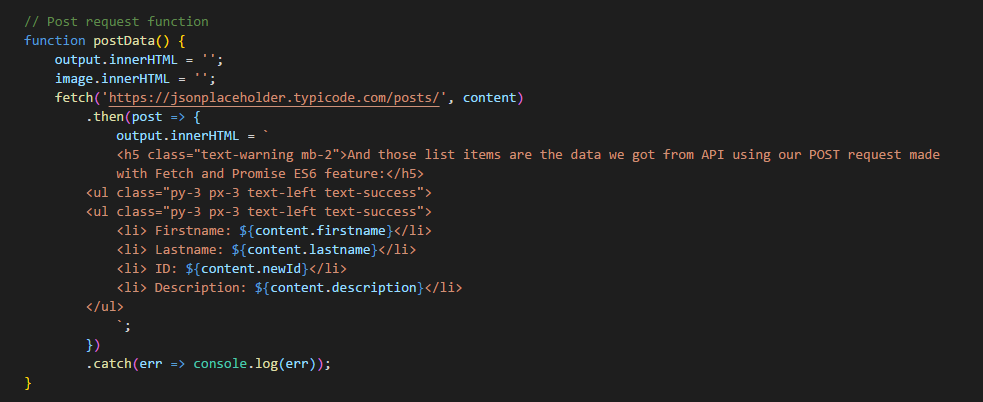 // Post request function
function postData() {
    output.innerHTML = '';
    image.innerHTML = '';
    fetch('https://jsonplaceholder.typicode.com/posts/', content)
        .then(post => {
            output.innerHTML = `
            <h5 class="text-warning mb-2">And those list items are the data we got from API using our POST request made
            with Fetch and Promise ES6 feature:</h5>
        <ul class="py-3 px-3 text-left text-success">
        <ul class="py-3 px-3 text-left text-success">
            <li> Firstname: ${content.firstname}</li>
            <li> Lastname: ${content.lastname}</li>
            <li> ID: ${content.newId}</li>
            <li> Description: ${content.description}</li>
        </ul>
            `;
        })
        .catch(err => console.log(err));
}